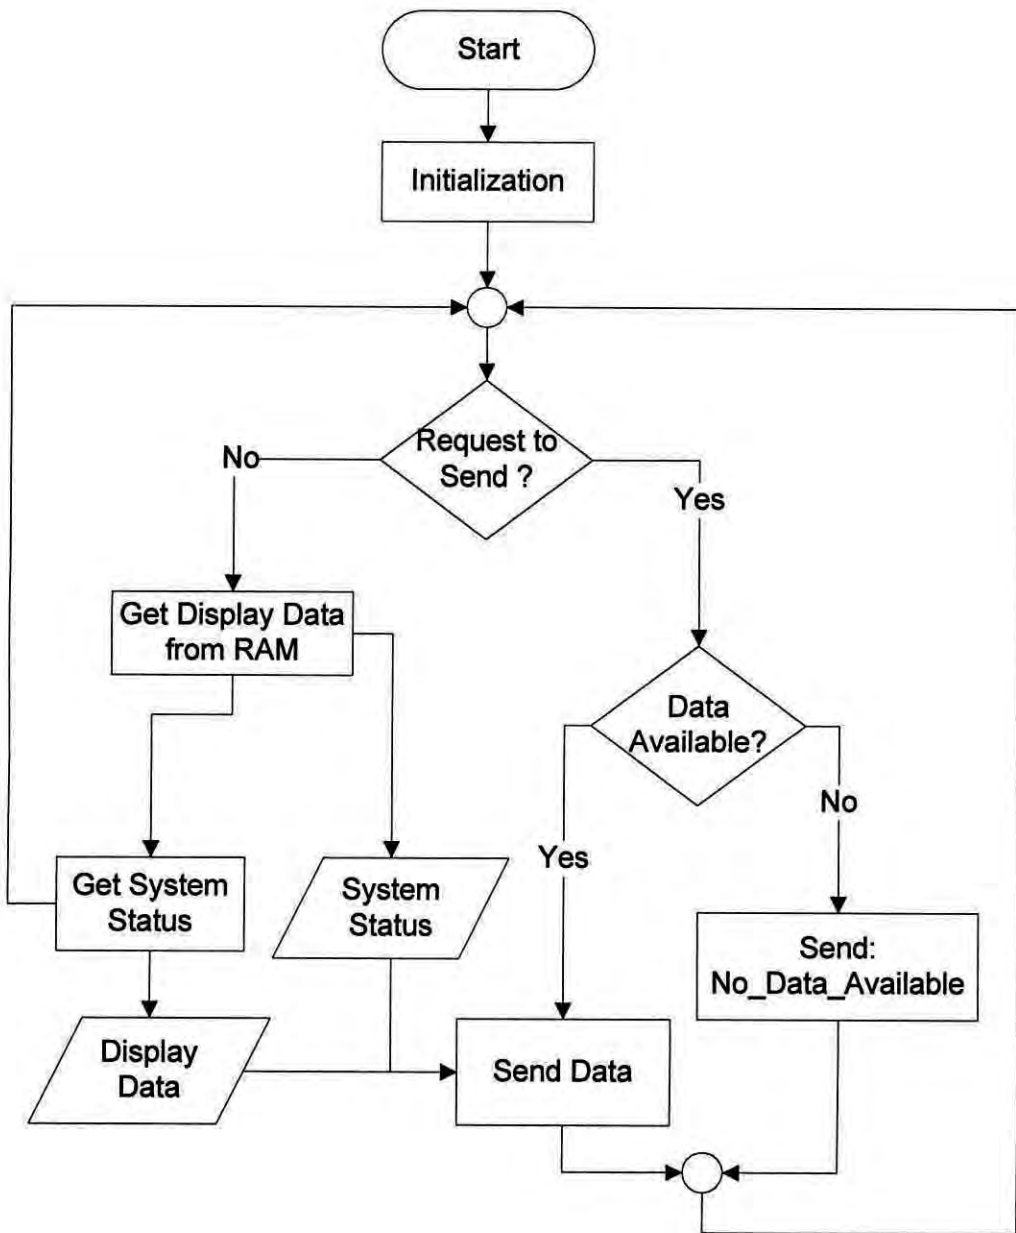 Start
Initialization
Request to
Send ?
No
Yes
Get Display Data
from RAM
Data
Available?
No
Yes
Get System
Status
System
Status
Send:
No_Data_Available
Display
Data
Send Data